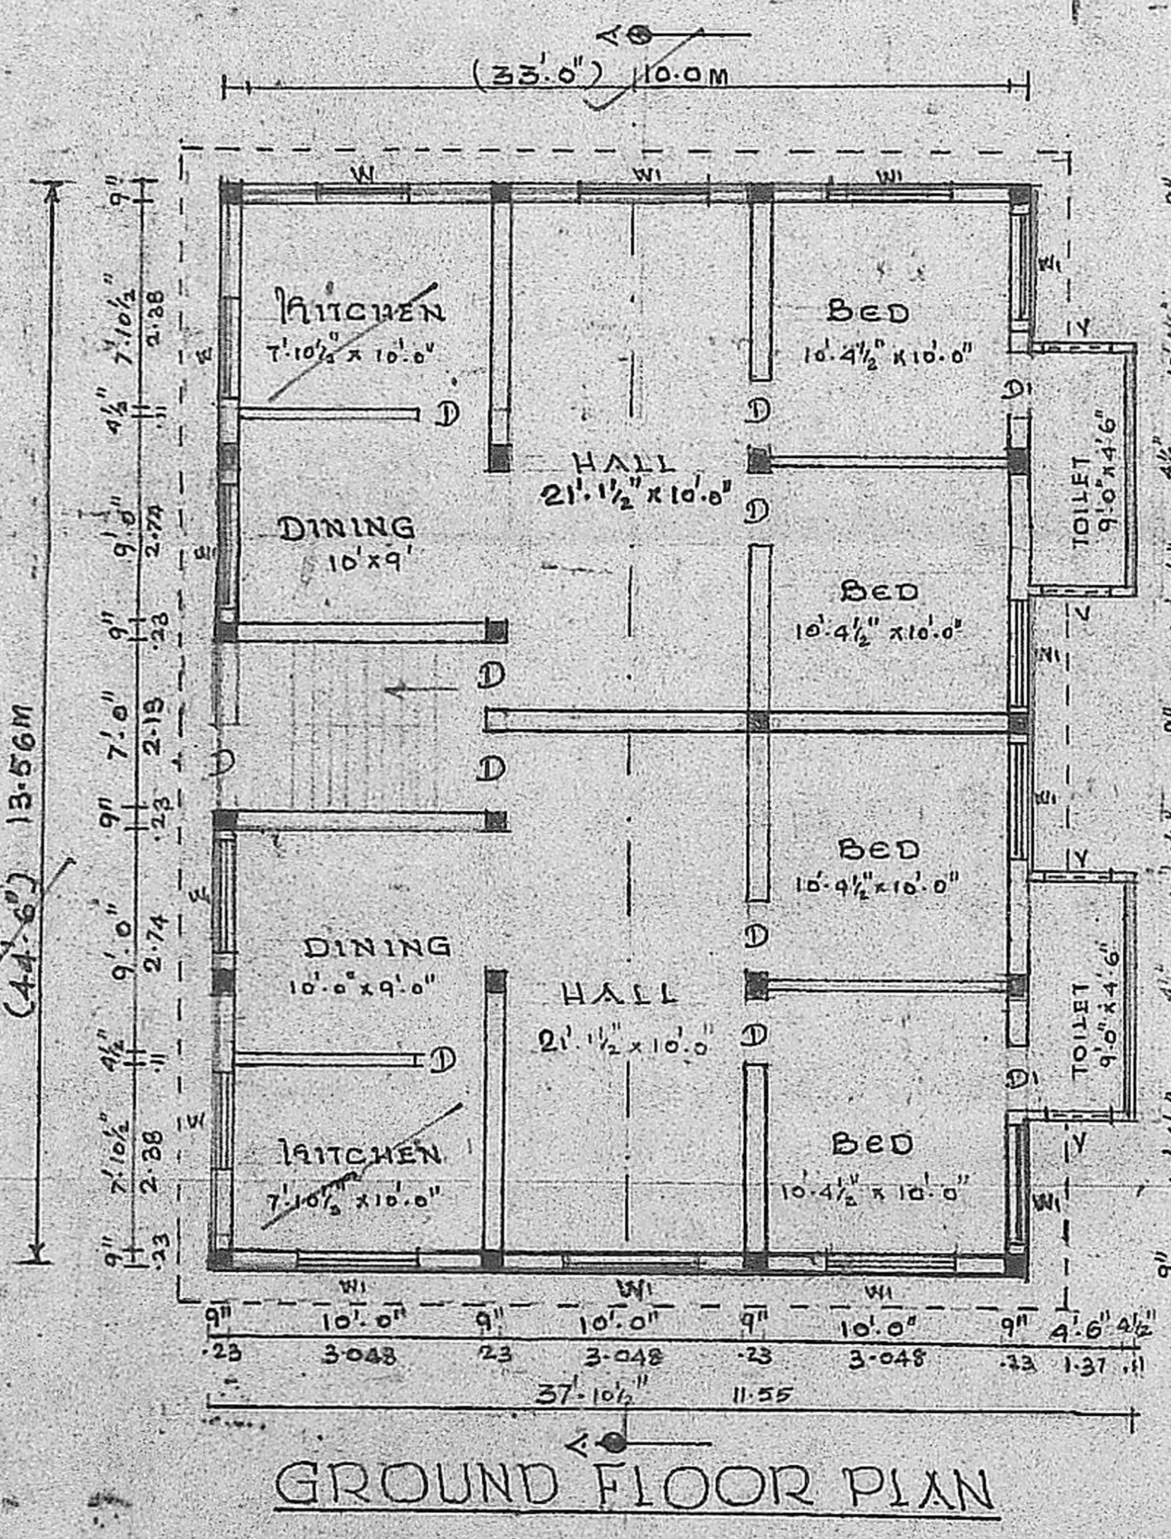 A
(33'.0") 10.0M
W W1 W1
9"
W1
7'.10½" 2.38
KITCHEN
7'.10½" x 10'.0"
BED
10'.4½" x 10'.0"
V
4½" .11
D D D
HALL
21'.1½" x 10'.0"
TOILET
9'.0" x 4'.6"
D
9'.0" 2.74
DINING
10' x 9'
BED
10'.4½" x 10'.0"
V
9" .23
D
W1
7'.0" 2.13
D D
(44'.6") 13.56M
9" .23
BED
10'.4½" x 10'.0"
V
9'.0" 2.74
DINING
10'.0" x 9'.0"
D
HALL
21'.1½" x 10'.0
TOILET
9'.0" x 4'.6"
D
4½" .11
D D
7'.10½" 2.38
KITCHEN
7'.10½" x 10'.0"
BED
10'.4½" x 10'.0"
V
W1
9" .23
W1 W1 W1
9" 10'.0" 9" 10'.0" 9" 10'.0" 9" 4'.6" 4½"
.23 3.048 23 3.048 .23 3.048 .23 1.37 .11
37'.10½" 11.55
A
GROUND FLOOR PLAN